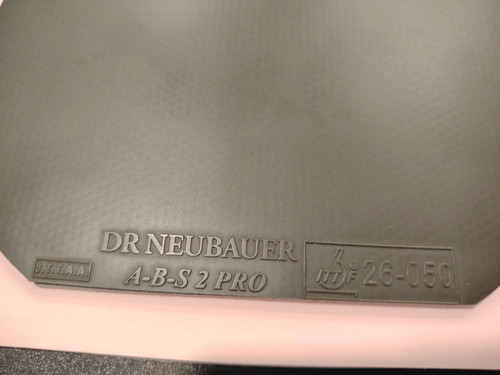 DR NEUBAUER
J.T.T.A.A. A-B-S 2 PRO
ITTF 26-050